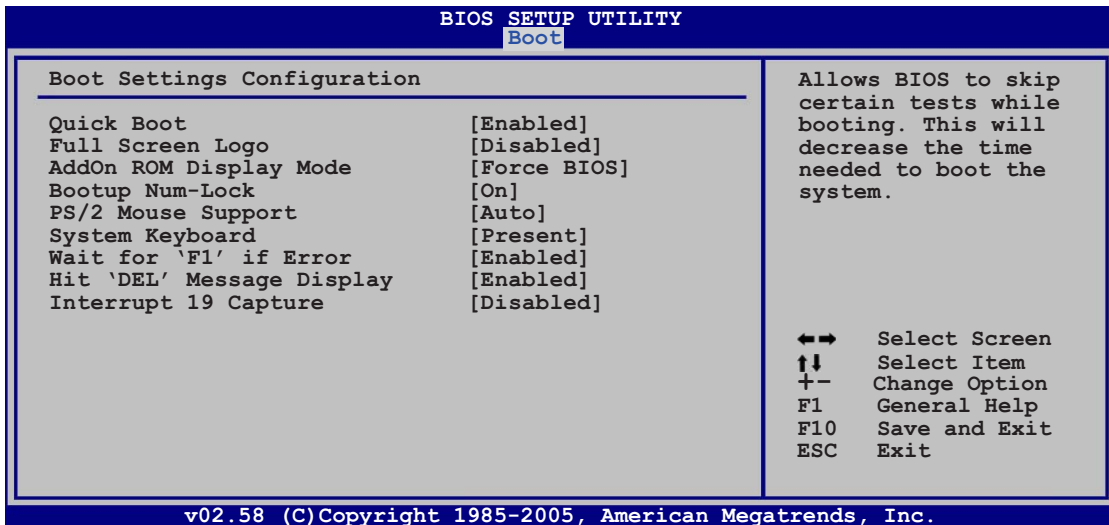 BIOS SETUP UTILITY
Boot
Boot Settings Configuration
Quick Boot [Enabled]
Full Screen Logo [Disabled]
AddOn ROM Display Mode [Force BIOS]
Bootup Num-Lock [On]
PS/2 Mouse Support [Auto]
System Keyboard [Present]
Wait for ‘F1’ if Error [Enabled]
Hit ‘DEL’ Message Display [Enabled]
Interrupt 19 Capture [Disabled]
Allows BIOS to skip
certain tests while
booting. This will
decrease the time
needed to boot the
system.
←→ Select Screen
↑↓ Select Item
+- Change Option
F1 General Help
F10 Save and Exit
ESC Exit
v02.58 (C)Copyright 1985-2005, American Megatrends, Inc.